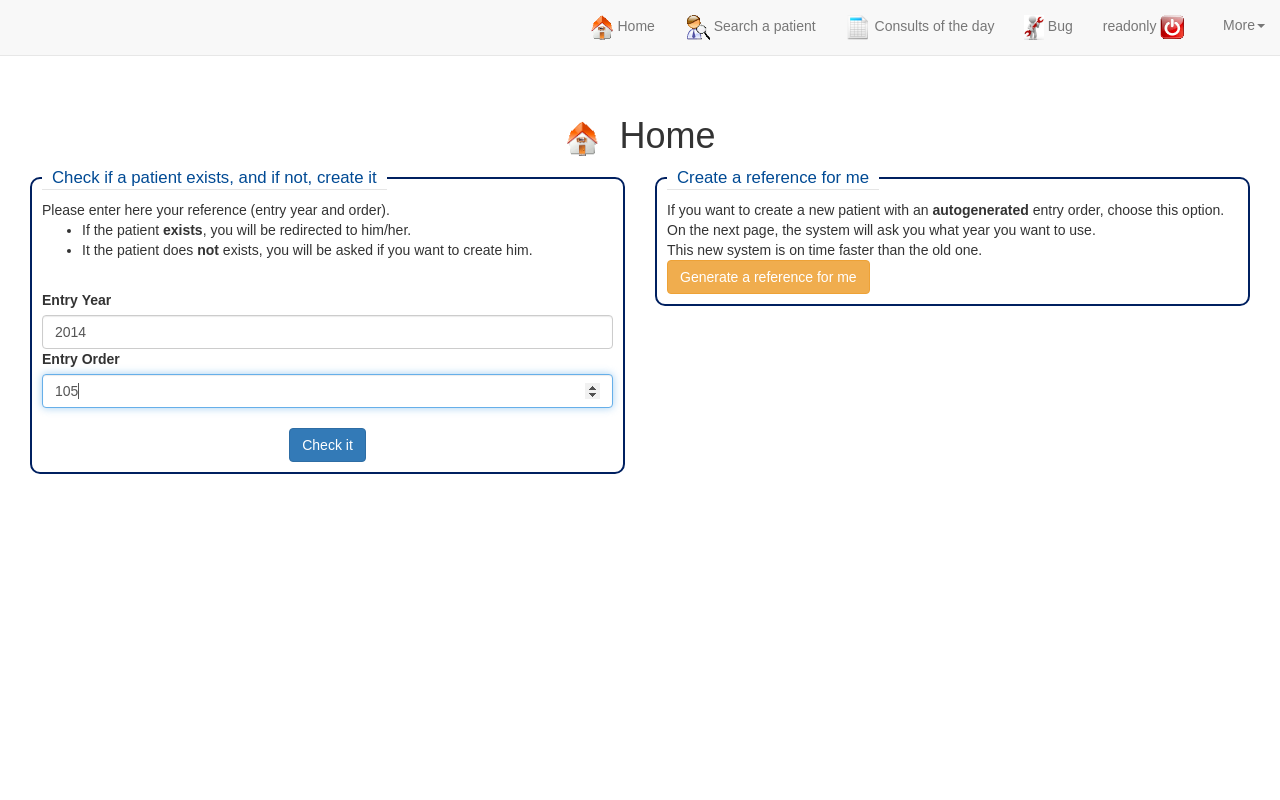 Home
Search a patient
Consults of the day
Bug
readonly
More
Home
Check if a patient exists, and if not, create it
Please enter here your reference (entry year and order).
If the patient exists, you will be redirected to him/her.
It the patient does not exists, you will be asked if you want to create him.
Entry Year
2014
Entry Order
105
Check it
Create a reference for me
If you want to create a new patient with an autogenerated entry order, choose this option.
On the next page, the system will ask you what year you want to use.
This new system is on time faster than the old one.
Generate a reference for me